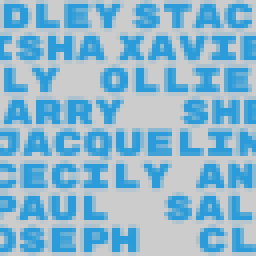 DLEY STAC
ISHA XAVIE
LY OLLIE
ARRY SHE
JACQUELIN
CECILY AN
PAUL SAL
OSEPH CL